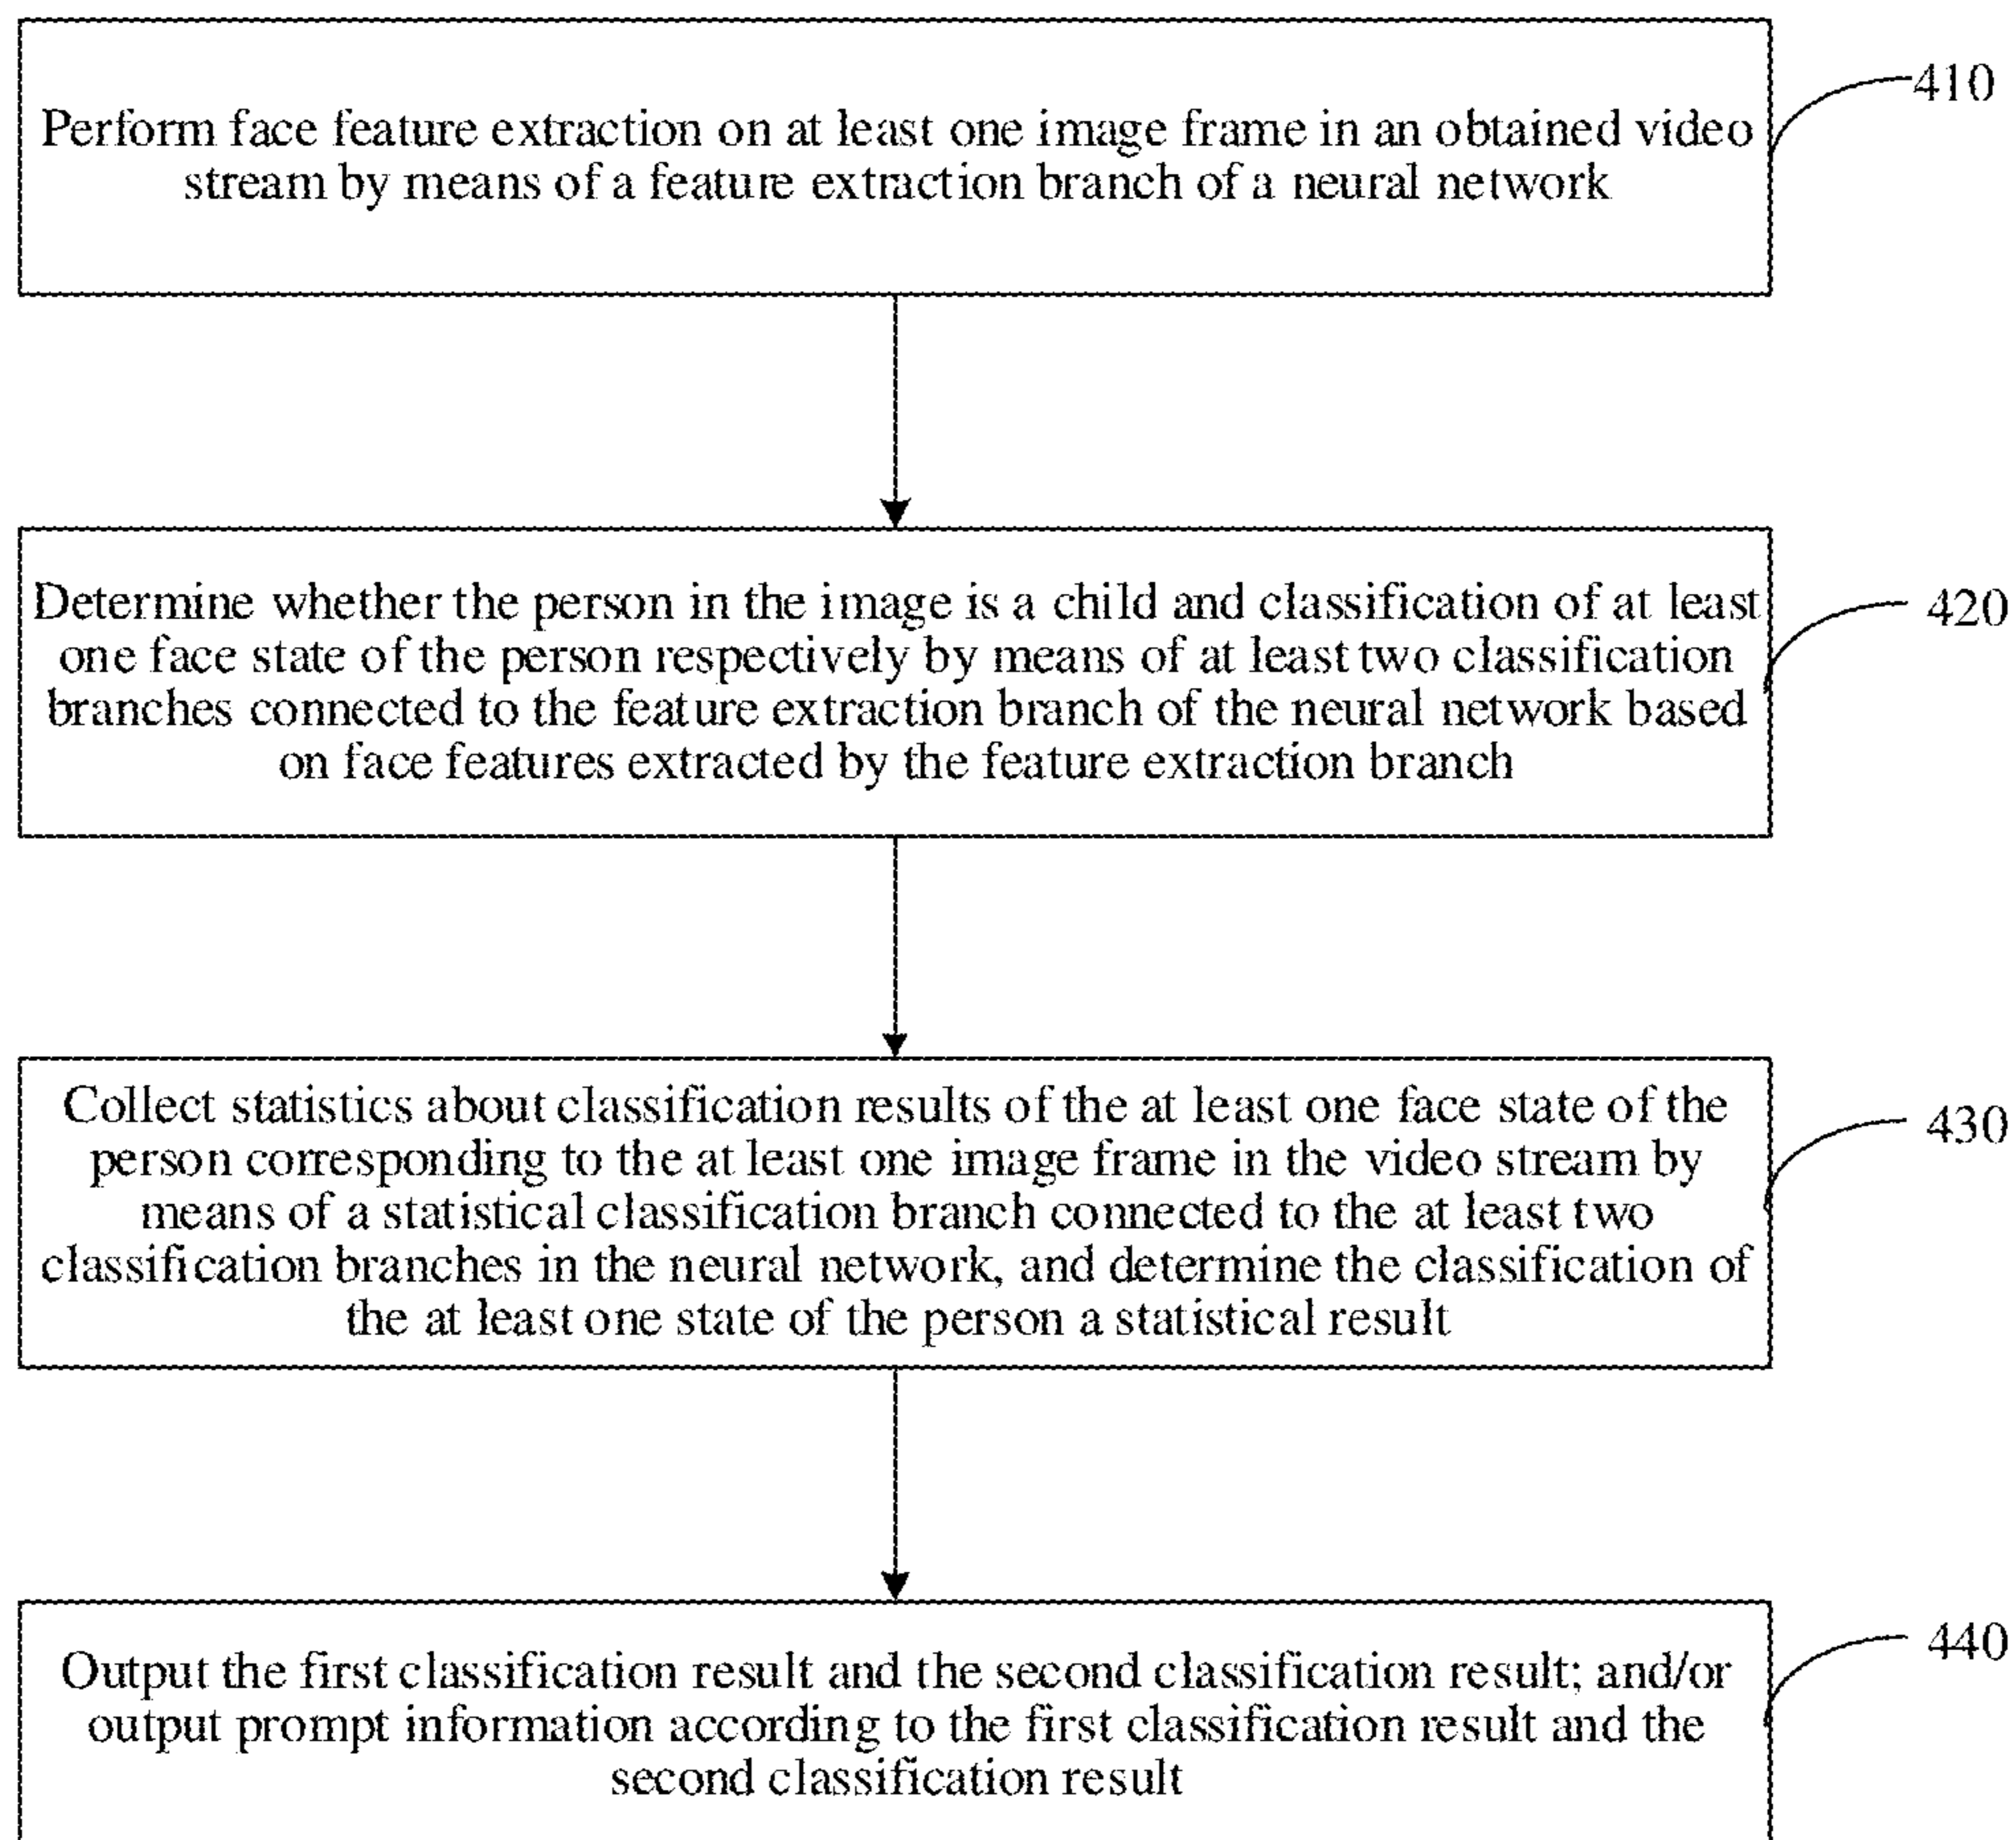 Perform face feature extraction on at least one image frame in an obtained video
stream by means of a feature extraction branch of a neural network
410
Determine whether the person in the image is a child and classification of at least
one face state of the person respectively by means of at least two classification
branches connected to the feature extraction branch of the neural network based
on face features extracted by the feature extraction branch
420
Collect statistics about classification results of the at least one face state of the
person corresponding to the at least one image frame in the video stream by
means of a statistical classification branch connected to the at least two
classification branches in the neural network, and determine the classification of
the at least one state of the person a statistical result
430
Output the first classification result and the second classification result; and/or
output prompt information according to the first classification result and the
second classification result
440